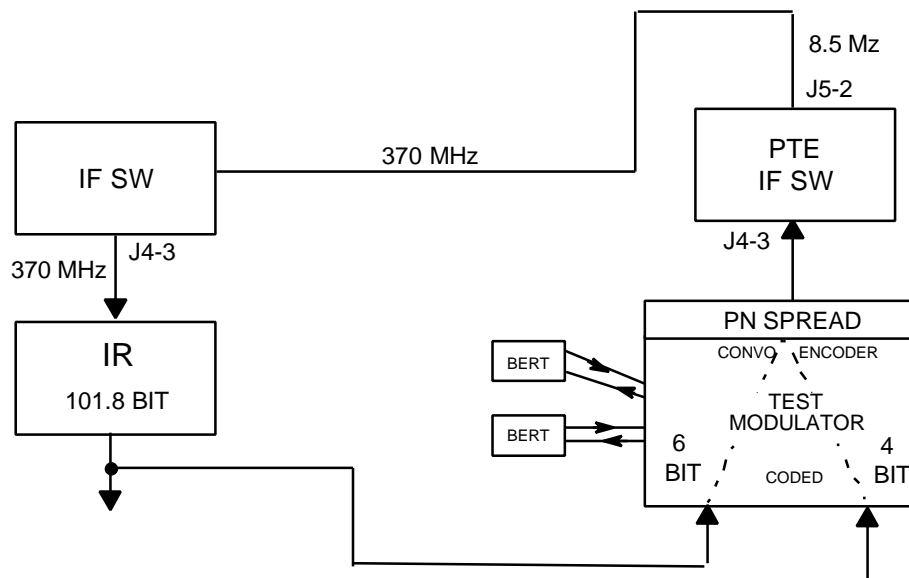 8.5 Mz
J5-2
PTE
IF SW
370 MHz
IF SW
J4-3
J4-3
370 MHz
PN SPREAD
IR
CONVO ENCODER
BERT
101.8 BIT
TEST
MODULATOR
BERT
6
BIT
4
BIT
CODED